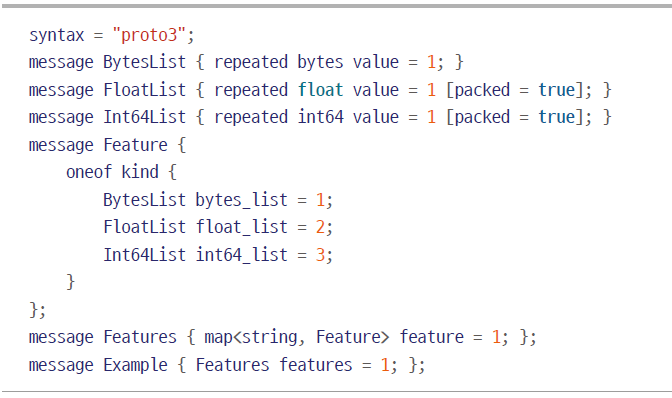 syntax = "proto3";
message BytesList { repeated bytes value = 1; }
message FloatList { repeated float value = 1 [packed = true]; }
message Int64List { repeated int64 value = 1 [packed = true]; }
message Feature {
    oneof kind {
        BytesList bytes_list = 1;
        FloatList float_list = 2;
        Int64List int64_list = 3;
    }
};
message Features { map<string, Feature> feature = 1; };
message Example { Features features = 1; };